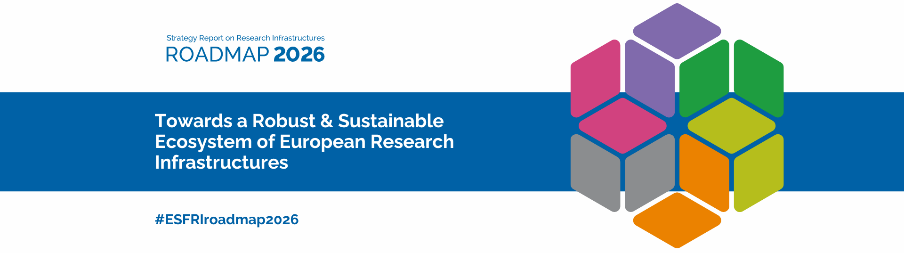 Strategy Report on Research Infrastructures
ROADMAP 2026
Towards a Robust & Sustainable
Ecosystem of European Research
Infrastructures
#ESFRIroadmap2026